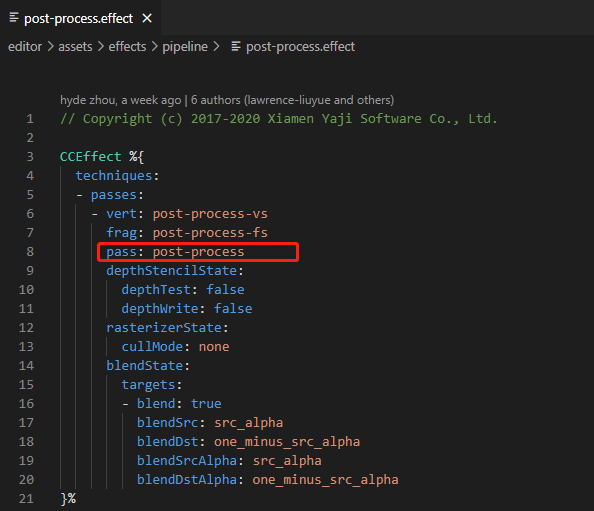 post-process.effect
editor > assets > effects > pipeline > post-process.effect
hyde zhou, a week ago | 6 authors (lawrence-liuyue and others)
1 // Copyright (c) 2017-2020 Xiamen Yaji Software Co., Ltd.
2
3 CCEffect %{
4   techniques:
5   - passes:
6     - vert: post-process-vs
7       frag: post-process-fs
8       pass: post-process
9       depthStencilState:
10         depthTest: false
11         depthWrite: false
12       rasterizerState:
13         cullMode: none
14       blendState:
15         targets:
16         - blend: true
17           blendSrc: src_alpha
18           blendDst: one_minus_src_alpha
19           blendSrcAlpha: src_alpha
20           blendDstAlpha: one_minus_src_alpha
21 }%